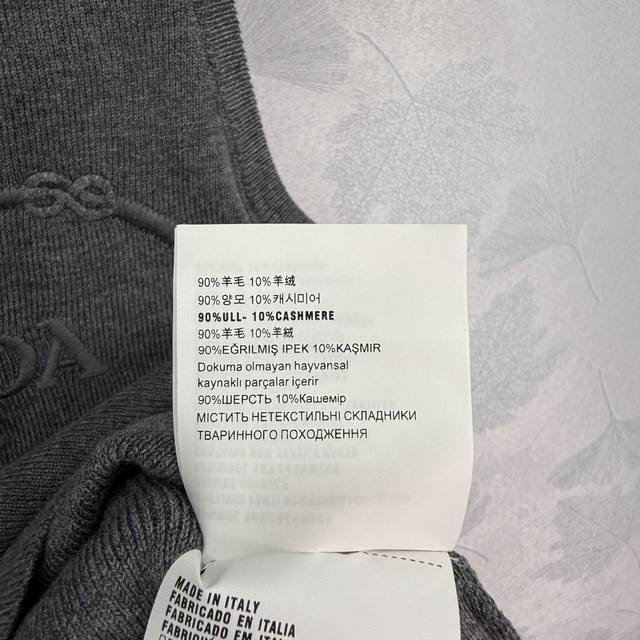 90%羊毛 10%羊绒
90%양모 10%캐시미어
90%ULL- 10%CASHMERE
90%羊毛 10%羊絨
90%EĞRILMIŞ IPEK 10%KAŞMIR
Dokuma olmayan hayvansal
kaynaklı parçalar içerir
90%ШЕРСТЬ 10%Кашемір
МІСТИТЬ НЕТЕКСТИЛЬНІ СКЛАДНИКИ
ТВАРИННОГО ПОХОДЖЕННЯ
MADE IN ITALY
FABRICADO EN ITALIA
FABRICADO EM ITALIA